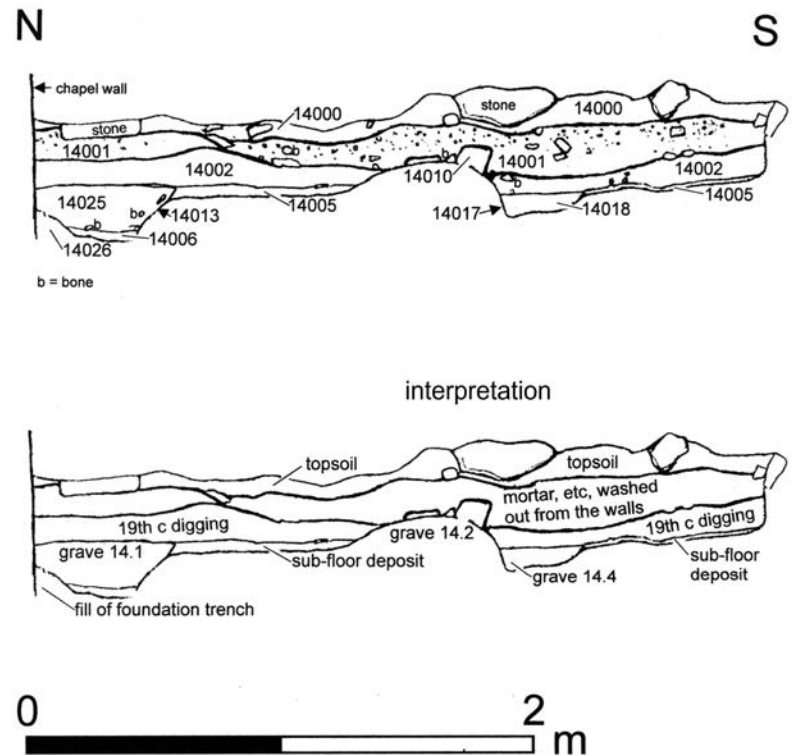 N
S
chapel wall
14000
stone
14000
stone
14001
b
b
14001
14002
14002
14010
b
14025
14005
14005
b
14013
14017
14018
b
14006
14026
b = bone
interpretation
topsoil
topsoil
mortar, etc, washed
out from the walls
19th c digging
19th c digging
grave 14.1
grave 14.2
sub-floor deposit
sub-floor
deposit
grave 14.4
fill of foundation trench
0
2
m